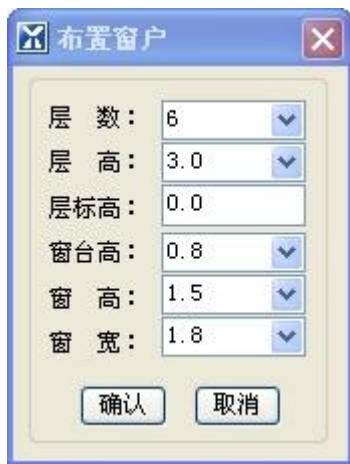 布置窗户
层 数： 6
层 高： 3.0
层标高： 0.0
窗台高： 0.8
窗 高： 1.5
窗 宽： 1.8
确认 取消